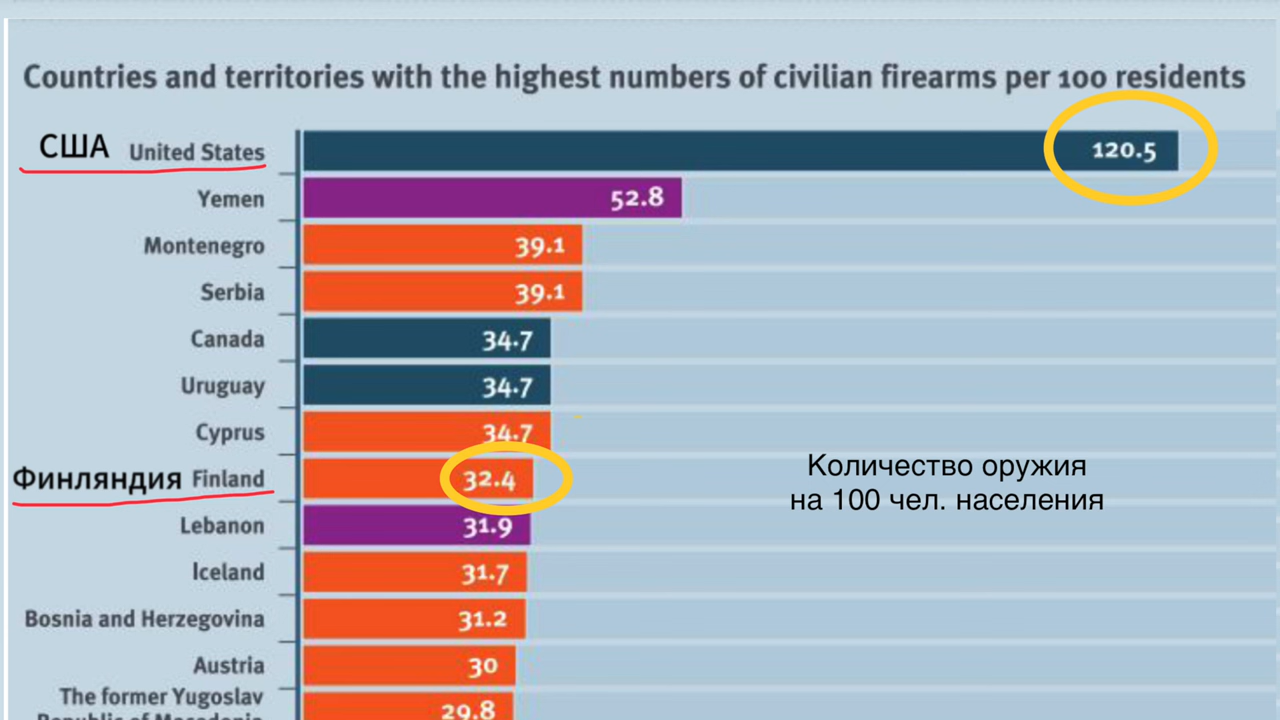 Countries and territories with the highest numbers of civilian firearms per 100 residents
США United States 120.5
Yemen 52.8
Montenegro 39.1
Serbia 39.1
Canada 34.7
Uruguay 34.7
Cyprus 34.7
Финляндия Finland 32.4
Lebanon 31.9
Iceland 31.7
Bosnia and Herzegovina 31.2
Austria 30
The former Yugoslav
Republic of Macedonia 29.8
Количество оружия
на 100 чел. населения